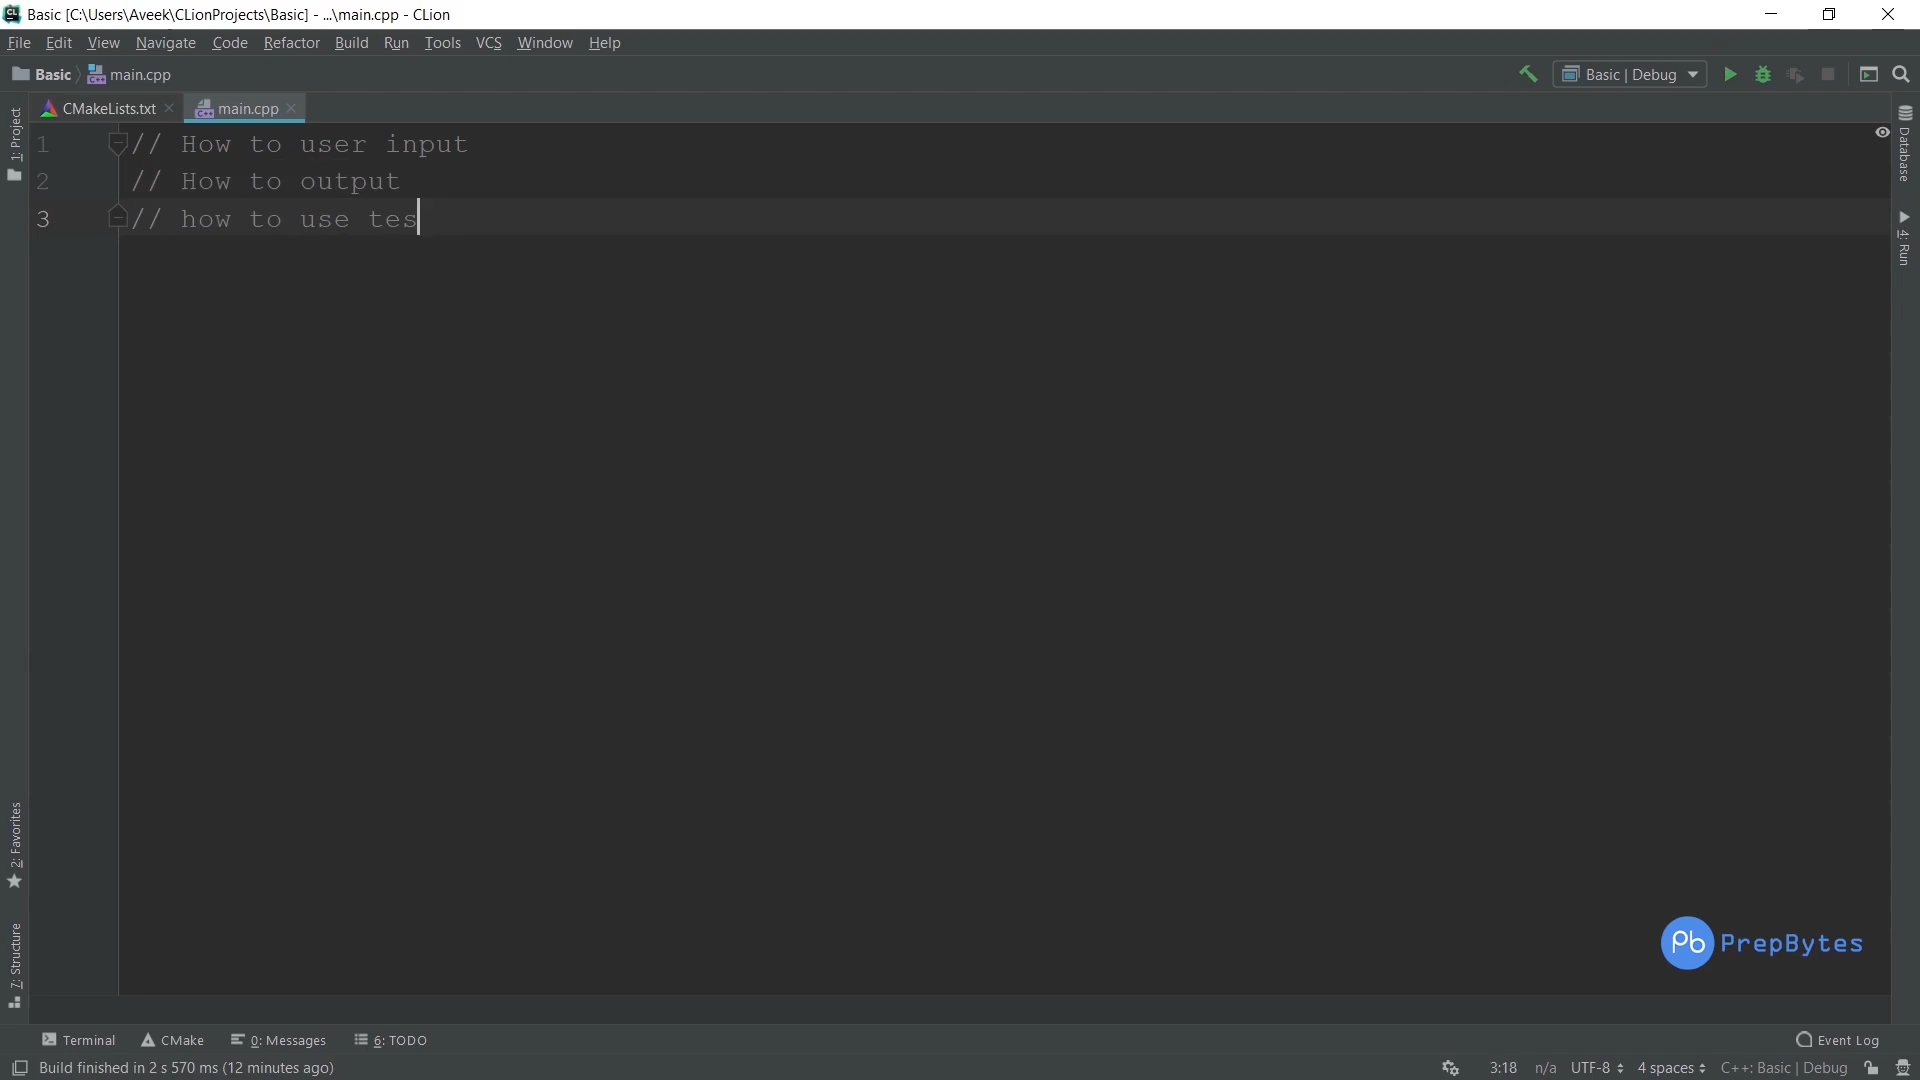 Basic [C:\Users\Aveek\CLionProjects\Basic] - ...\main.cpp - CLion
File Edit View Navigate Code Refactor Build Run Tools VCS Window Help
Basic main.cpp Basic | Debug
CMakeLists.txt main.cpp
1: Project
1 // How to user input
2 // How to output
3 // how to use tes
Database
4: Run
2: Favorites
7: Structure
Pb PrepBytes
Terminal CMake 0: Messages 6: TODO Event Log
Build finished in 2 s 570 ms (12 minutes ago) 3:18 n/a UTF-8 4 spaces C++: Basic | Debug